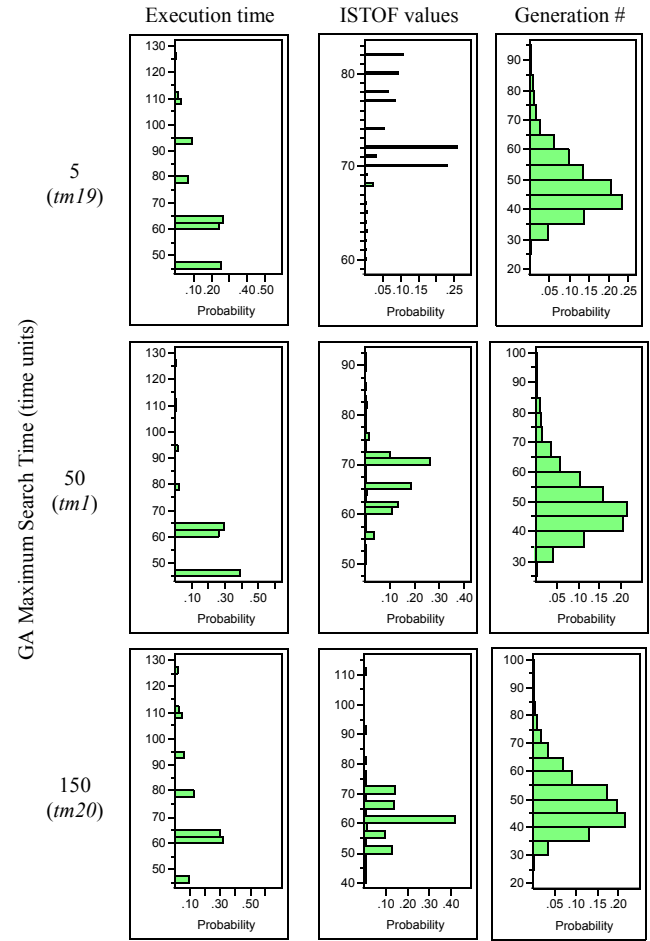 Execution time
ISTOF values
Generation #
GA Maximum Search Time (time units)
5
(tm19)
130
120
110
100
90
80
70
60
50
.10 .20 .40 .50
Probability
80
70
60
.05 .10 .15 .25
Probability
90
80
70
60
50
40
30
20
.05 .10 .15 .20 .25
Probability
50
(tm1)
130
120
110
100
90
80
70
60
50
.10 .30 .50
Probability
90
80
70
60
50
.10 .20 .30 .40
Probability
100
90
80
70
60
50
40
30
.05 .10 .15 .20
Probability
150
(tm20)
130
120
110
100
90
80
70
60
50
.10 .30 .50
Probability
110
100
90
80
70
60
50
40
.10 .20 .30 .40
Probability
100
90
80
70
60
50
40
30
20
.05 .10 .15 .20
Probability